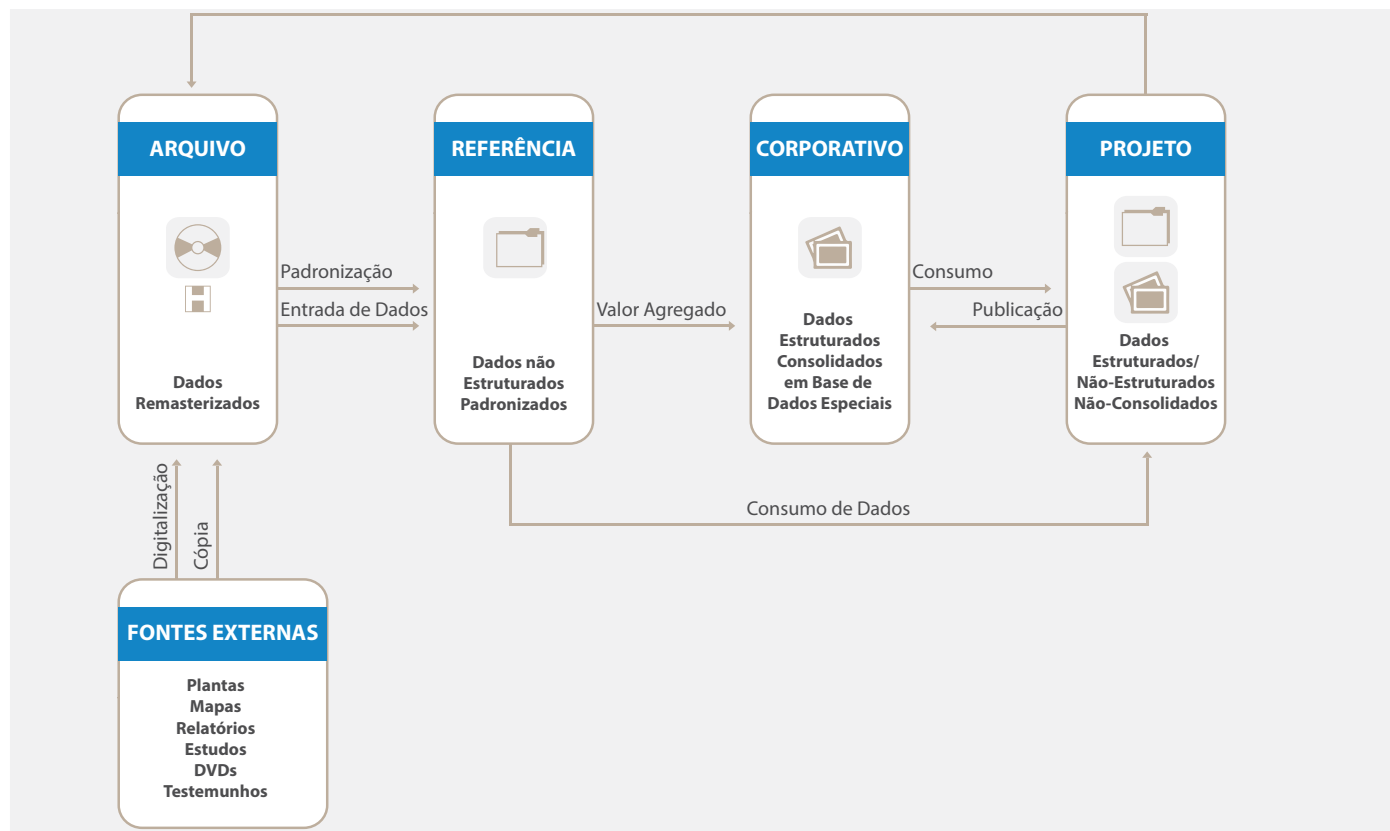 ARQUIVO
Dados
Remasterizados
Padronização
Entrada de Dados
REFERÊNCIA
Dados não
Estruturados
Padronizados
Valor Agregado
CORPORATIVO
Dados
Estruturados
Consolidados
em Base de
Dados Especiais
Consumo
Publicação
PROJETO
Dados
Estruturados/
Não-Estruturados
Não-Consolidados
Consumo de Dados
Digitalização
Cópia
FONTES EXTERNAS
Plantas
Mapas
Relatórios
Estudos
DVDs
Testemunhos